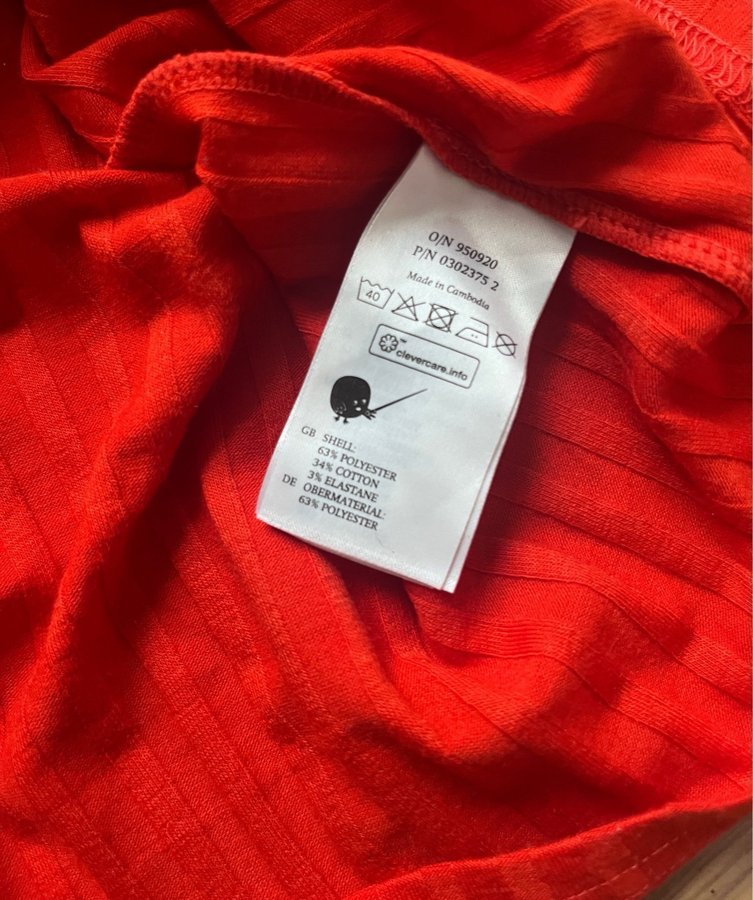 O/N 950920
P/N 0302375 2
Made in Cambodia
40
clevercare.info
GB SHELL:
63% POLYESTER
34% COTTON
3% ELASTANE
DE OBERMATERIAL:
63% POLYESTER